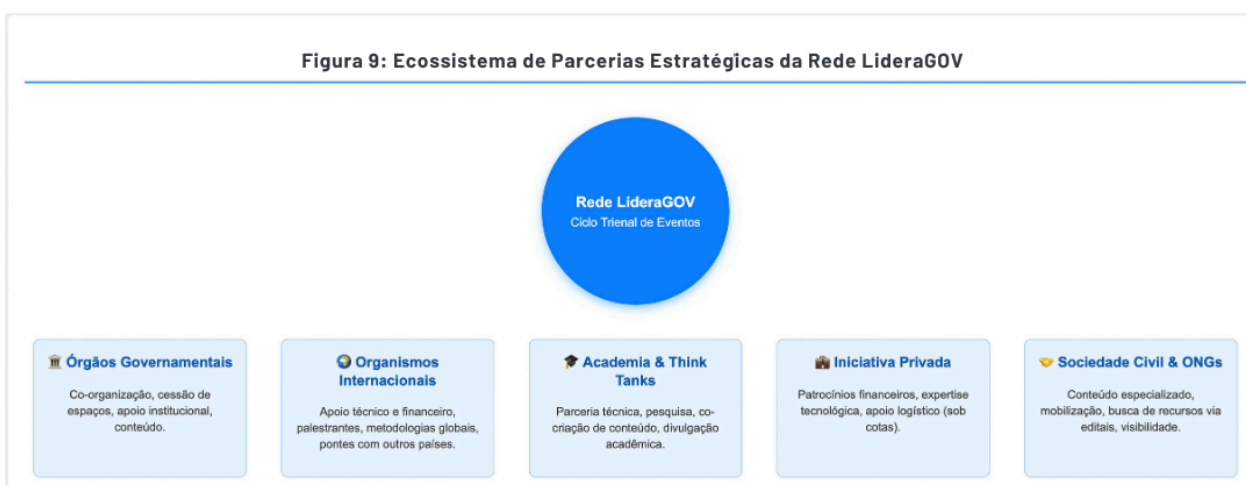 Figura 9: Ecossistema de Parcerias Estratégicas da Rede LideraGOV
Rede LideraGOV
Ciclo Trienal de Eventos
🏛️ Órgãos Governamentais
Co-organização, cessão de
espaços, apoio institucional,
conteúdo.
🌍 Organismos
Internacionais
Apoio técnico e financeiro,
palestrantes, metodologias globais,
pontes com outros países.
🎓 Academia & Think
Tanks
Parceria técnica, pesquisa, co-
criação de conteúdo, divulgação
acadêmica.
💼 Iniciativa Privada
Patrocínios financeiros, expertise
tecnológica, apoio logístico (sob
cotas).
🤝 Sociedade Civil & ONGs
Conteúdo especializado,
mobilização, busca de recursos via
editais, visibilidade.